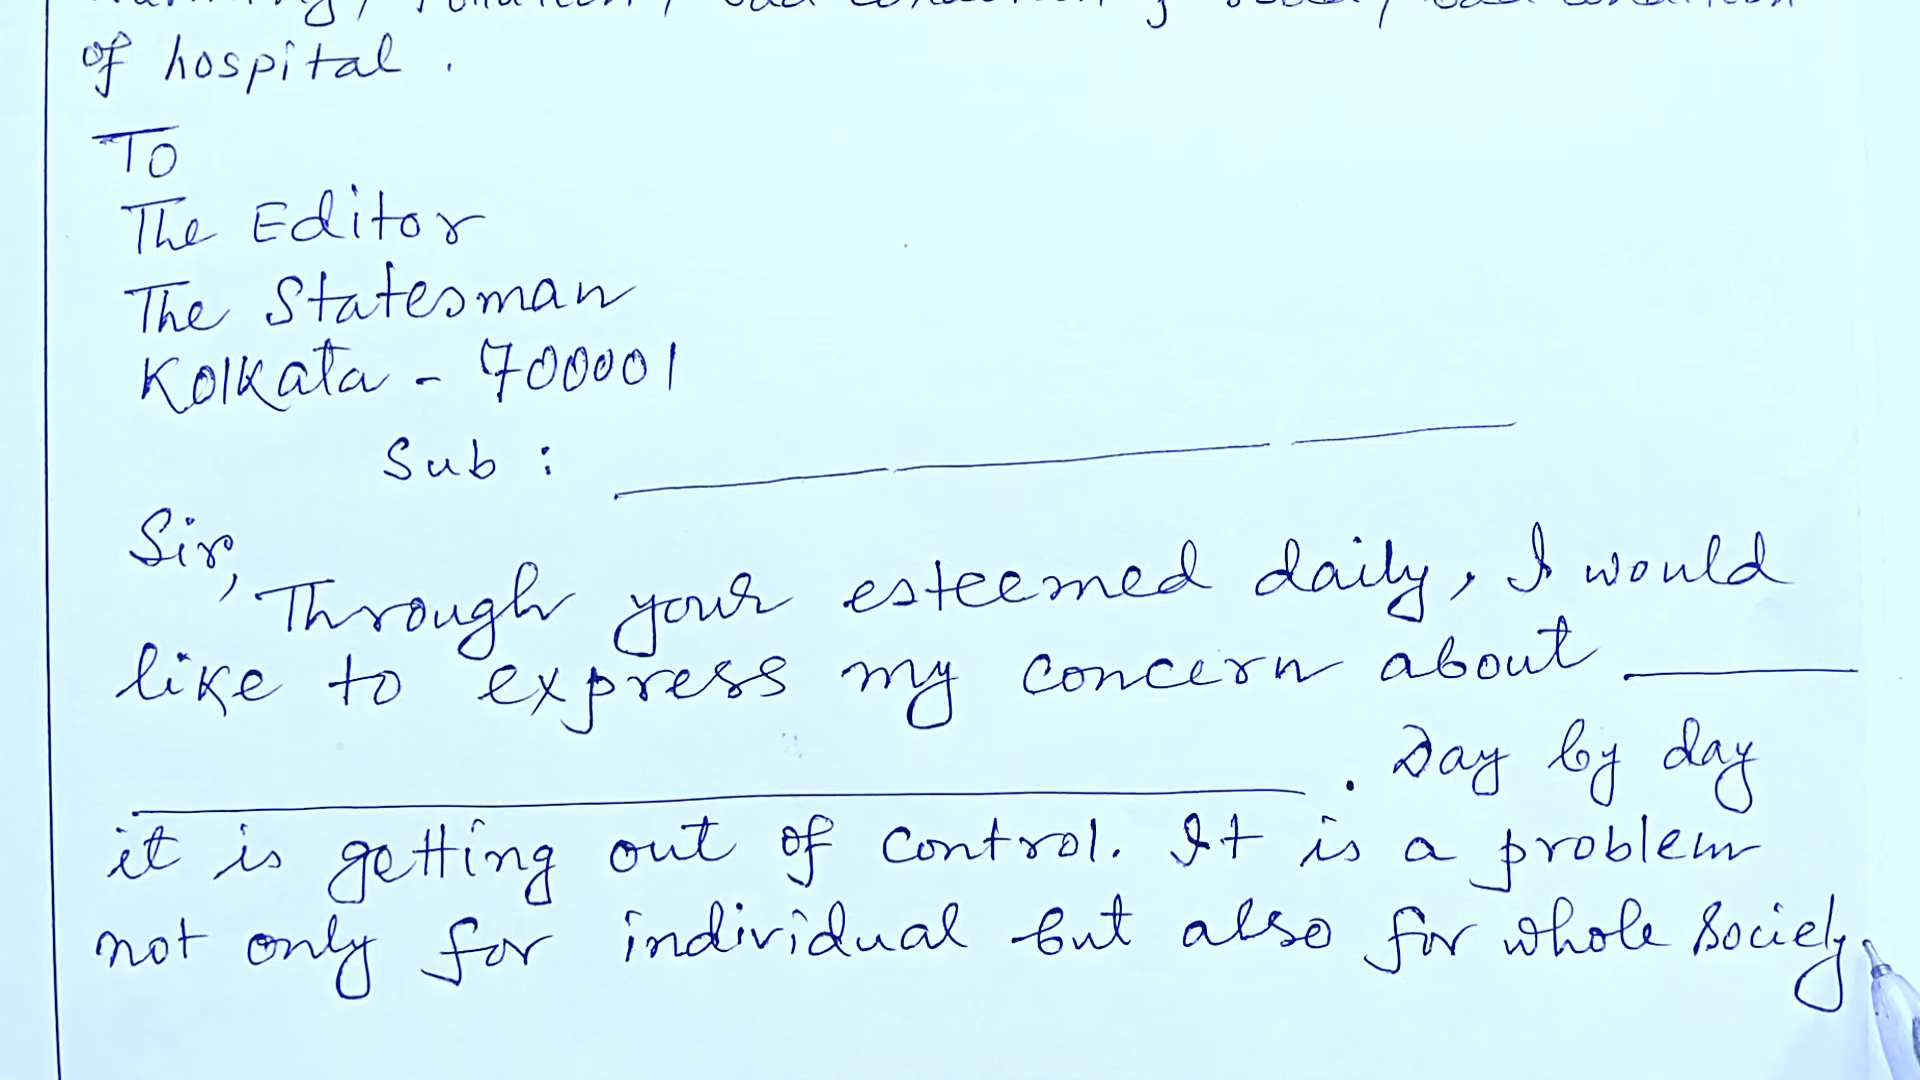 of hospital.
To
The Editor
The Statesman
Kolkata - 700001
Sub :
Sir,
Through your esteemed daily, I would
like to express my concern about
. Day by day
it is getting out of control. It is a problem
not only for individual but also for whole society